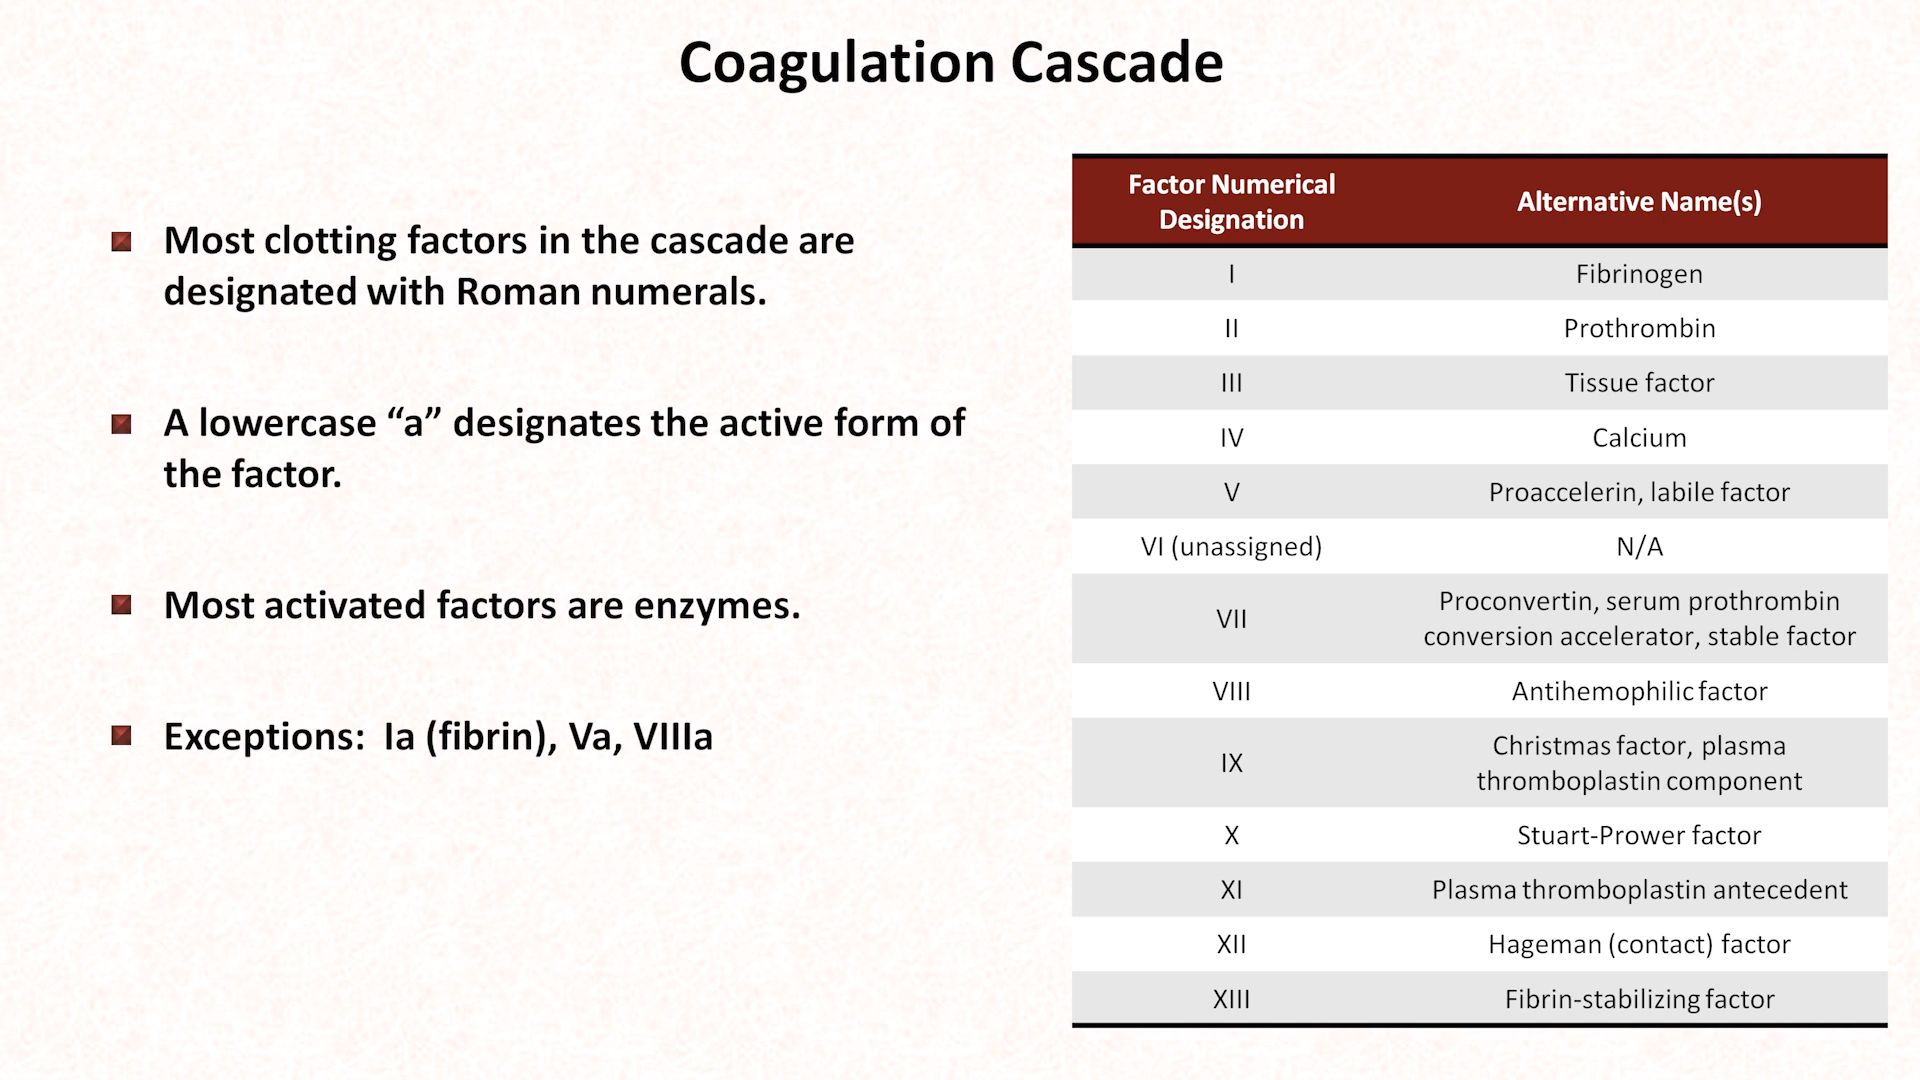 Coagulation Cascade
Most clotting factors in the cascade are
designated with Roman numerals.
A lowercase “a” designates the active form of
the factor.
Most activated factors are enzymes.
Exceptions:  Ia (fibrin), Va, VIIIa
Factor Numerical
Designation
Alternative Name(s)
I Fibrinogen
II Prothrombin
III Tissue factor
IV Calcium
V Proaccelerin, labile factor
VI (unassigned) N/A
VII
Proconvertin, serum prothrombin
conversion accelerator, stable factor
VIII Antihemophilic factor
IX
Christmas factor, plasma
thromboplastin component
X Stuart-Prower factor
XI Plasma thromboplastin antecedent
XII Hageman (contact) factor
XIII Fibrin-stabilizing factor